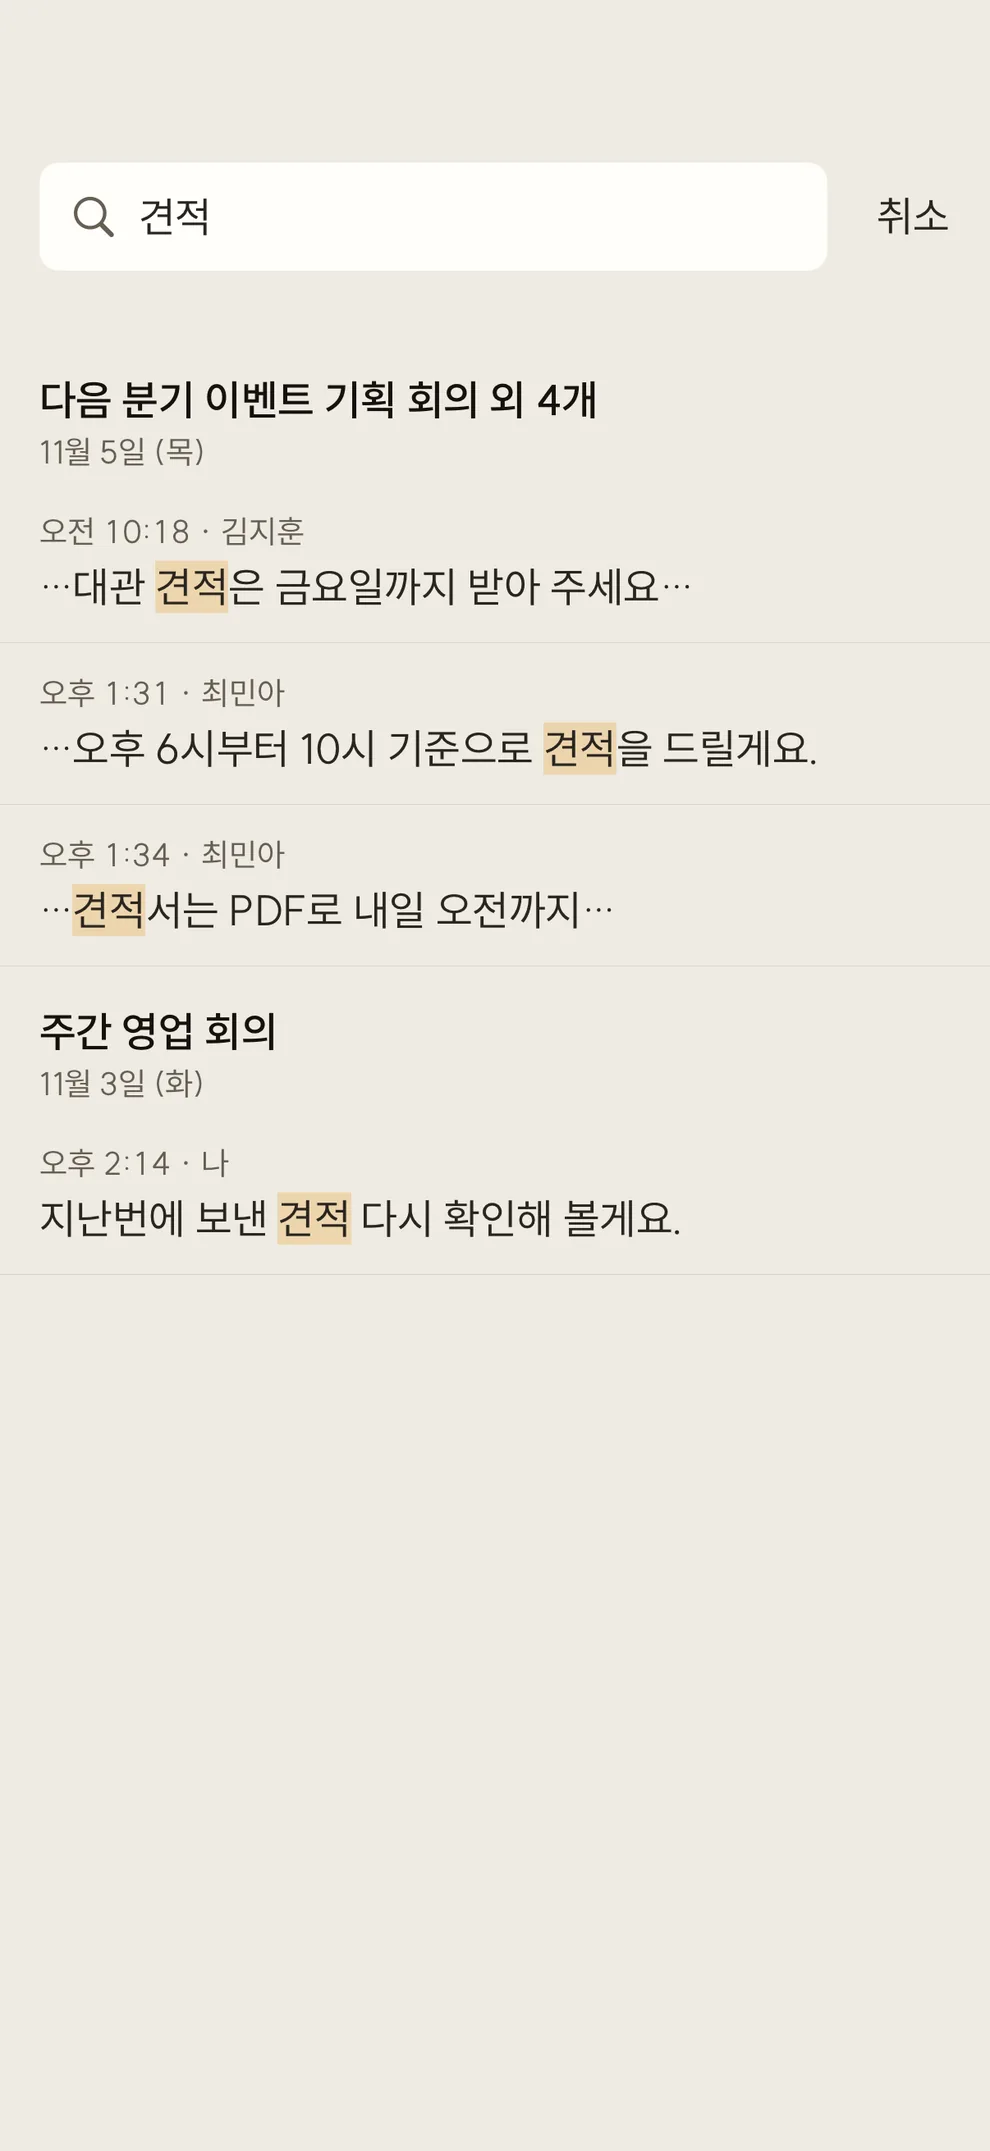 견적
취소
다음 분기 이벤트 기획 회의 외 4개
11월 5일 (목)
오전 10:18 · 김지훈
…대관 견적은 금요일까지 받아 주세요…
오후 1:31 · 최민아
…오후 6시부터 10시 기준으로 견적을 드릴게요.
오후 1:34 · 최민아
…견적서는 PDF로 내일 오전까지…
주간 영업 회의
11월 3일 (화)
오후 2:14 · 나
지난번에 보낸 견적 다시 확인해 볼게요.